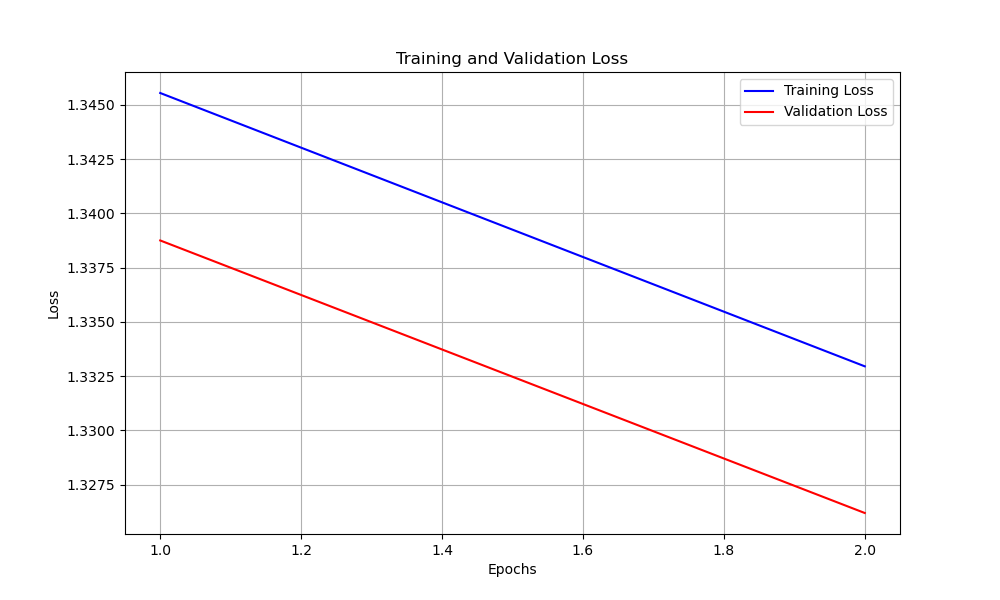 Training and Validation Loss
Training Loss
Validation Loss
1.3450
1.3425
1.3400
1.3375
1.3350
1.3325
1.3300
1.3275
Loss
1.0 1.2 1.4 1.6 1.8 2.0
Epochs